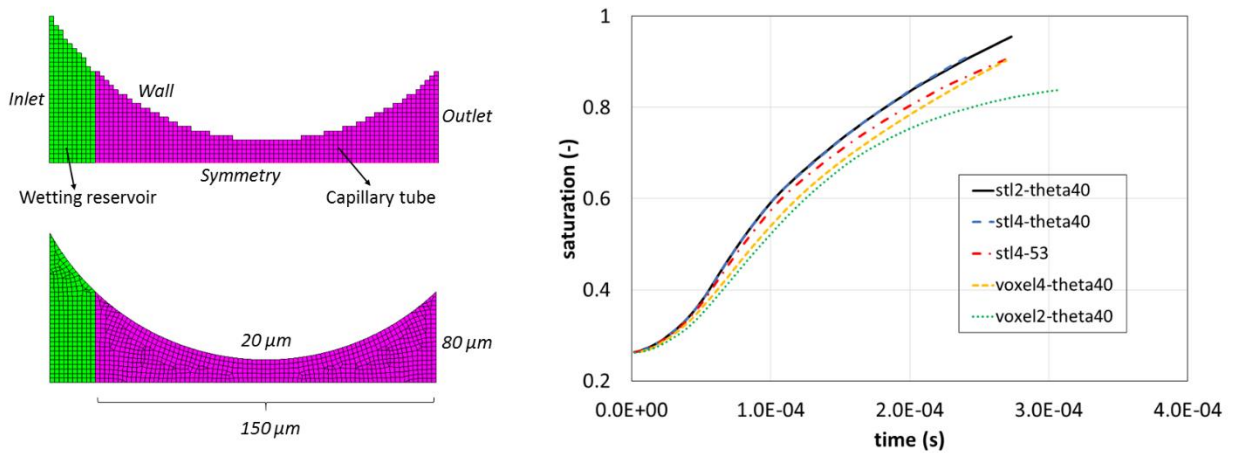 Inlet
Wall
Outlet
Symmetry
Wetting reservoir
Capillary tube
20 μm
80 μm
150 μm
saturation (-)
1
0.8
0.6
0.4
0.2
stl2-theta40
stl4-theta40
stl4-53
voxel4-theta40
voxel2-theta40
0.0E+00 1.0E-04 2.0E-04 3.0E-04 4.0E-04
time (s)